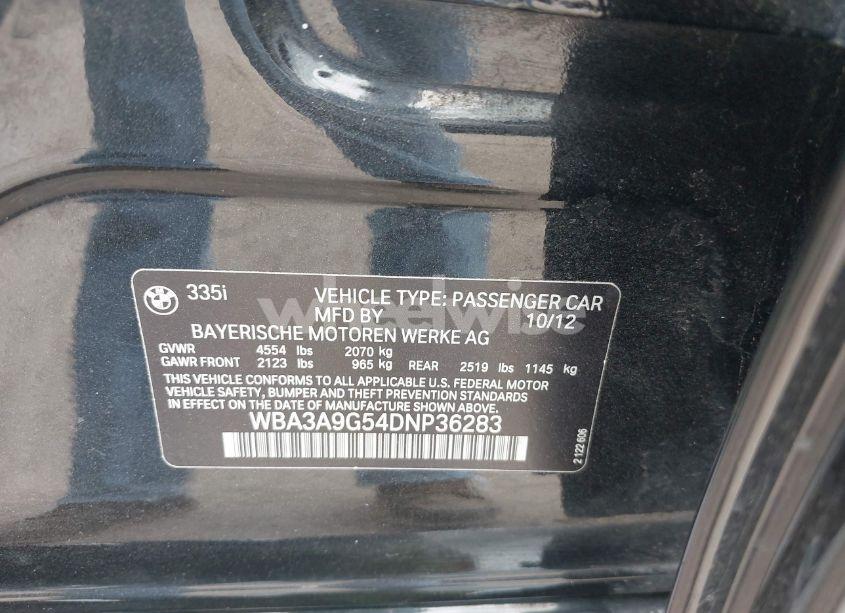 335i VEHICLE TYPE: PASSENGER CAR
MFD BY 10/12
BAYERISCHE MOTOREN WERKE AG
GVWR 4554 lbs 2070 kg
GAWR FRONT 2123 lbs 965 kg REAR 2519 lbs 1145 kg
THIS VEHICLE CONFORMS TO ALL APPLICABLE U.S. FEDERAL MOTOR
VEHICLE SAFETY, BUMPER AND THEFT PREVENTION STANDARDS
IN EFFECT ON THE DATE OF MANUFACTURE SHOWN ABOVE.
WBA3A9G54DNP36283
2 122 606
wheelwise